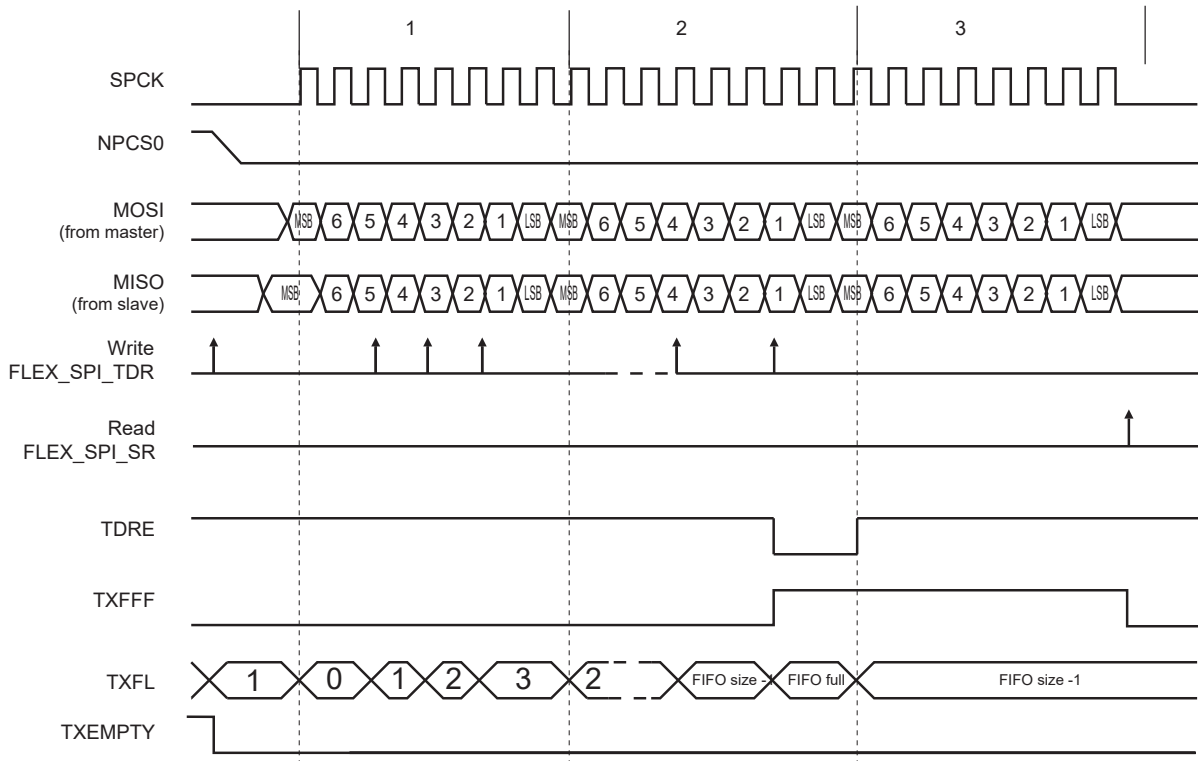 1 2 3
SPCK
NPCS0
MOSI
(from master)
MSB 6 5 4 3 2 1 LSB MSB 6 5 4 3 2 1 LSB MSB 6 5 4 3 2 1 LSB
MISO
(from slave)
MSB 6 5 4 3 2 1 LSB MSB 6 5 4 3 2 1 LSB MSB 6 5 4 3 2 1 LSB
Write
FLEX_SPI_TDR
Read
FLEX_SPI_SR
TDRE
TXFFF
TXFL 1 0 1 2 3 2 FIFO size -1 FIFO full FIFO size -1
TXEMPTY